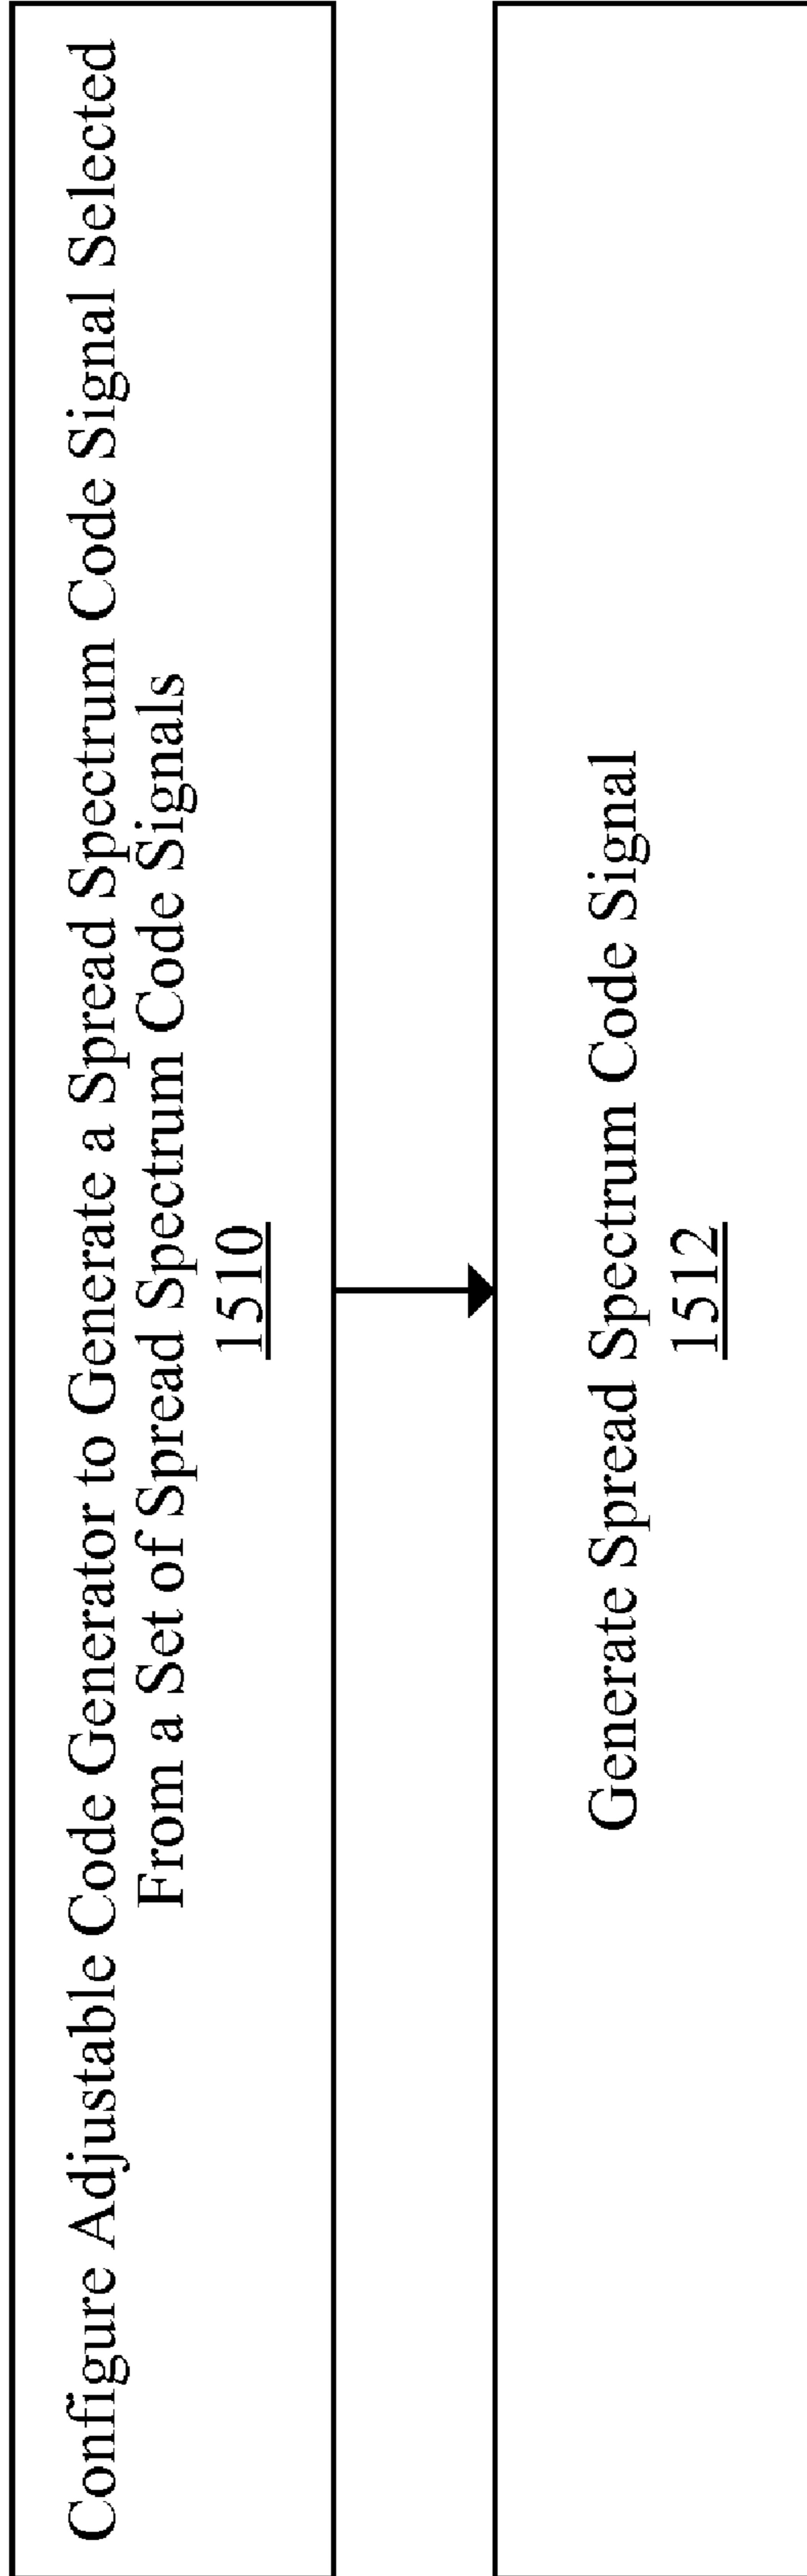 Configure Adjustable Code Generator to Generate a Spread Spectrum Code Signal Selected
From a Set of Spread Spectrum Code Signals
1510
Generate Spread Spectrum Code Signal
1512